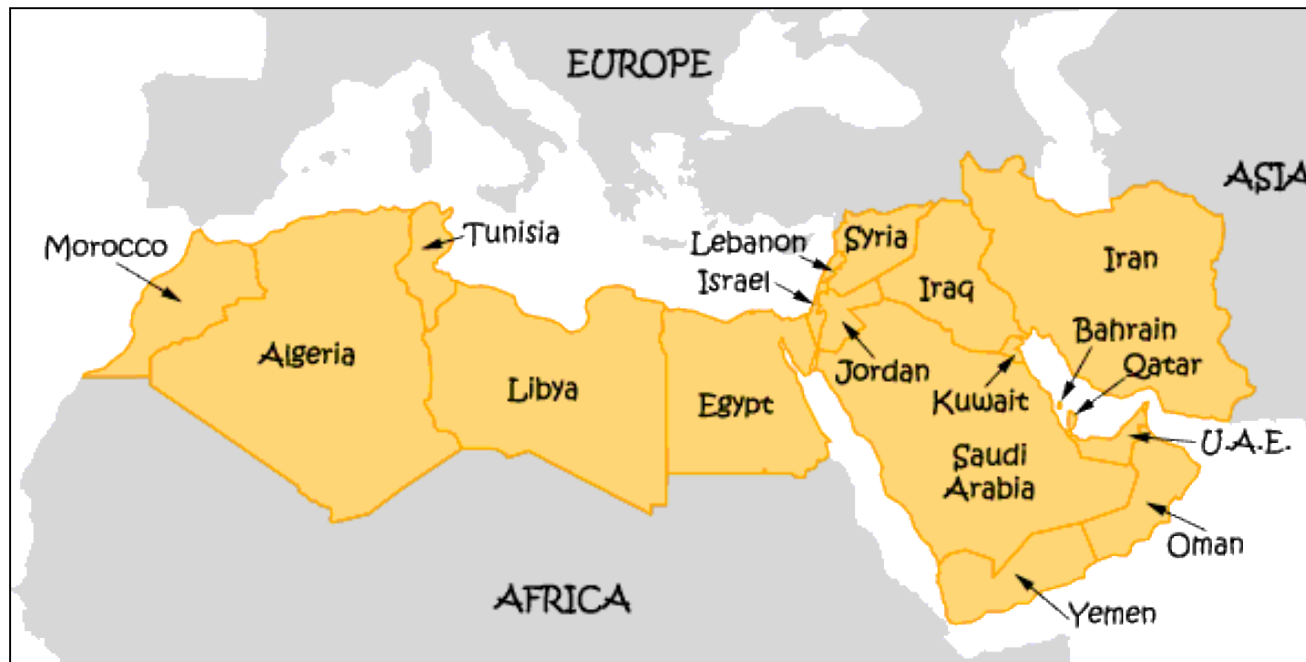 EUROPE
ASIA
Morocco
Tunisia
Lebanon
Syria
Israel
Iraq
Iran
Algeria
Libya
Egypt
Jordan
Kuwait
Bahrain
Qatar
U.A.E.
Saudi
Arabia
Oman
AFRICA
Yemen